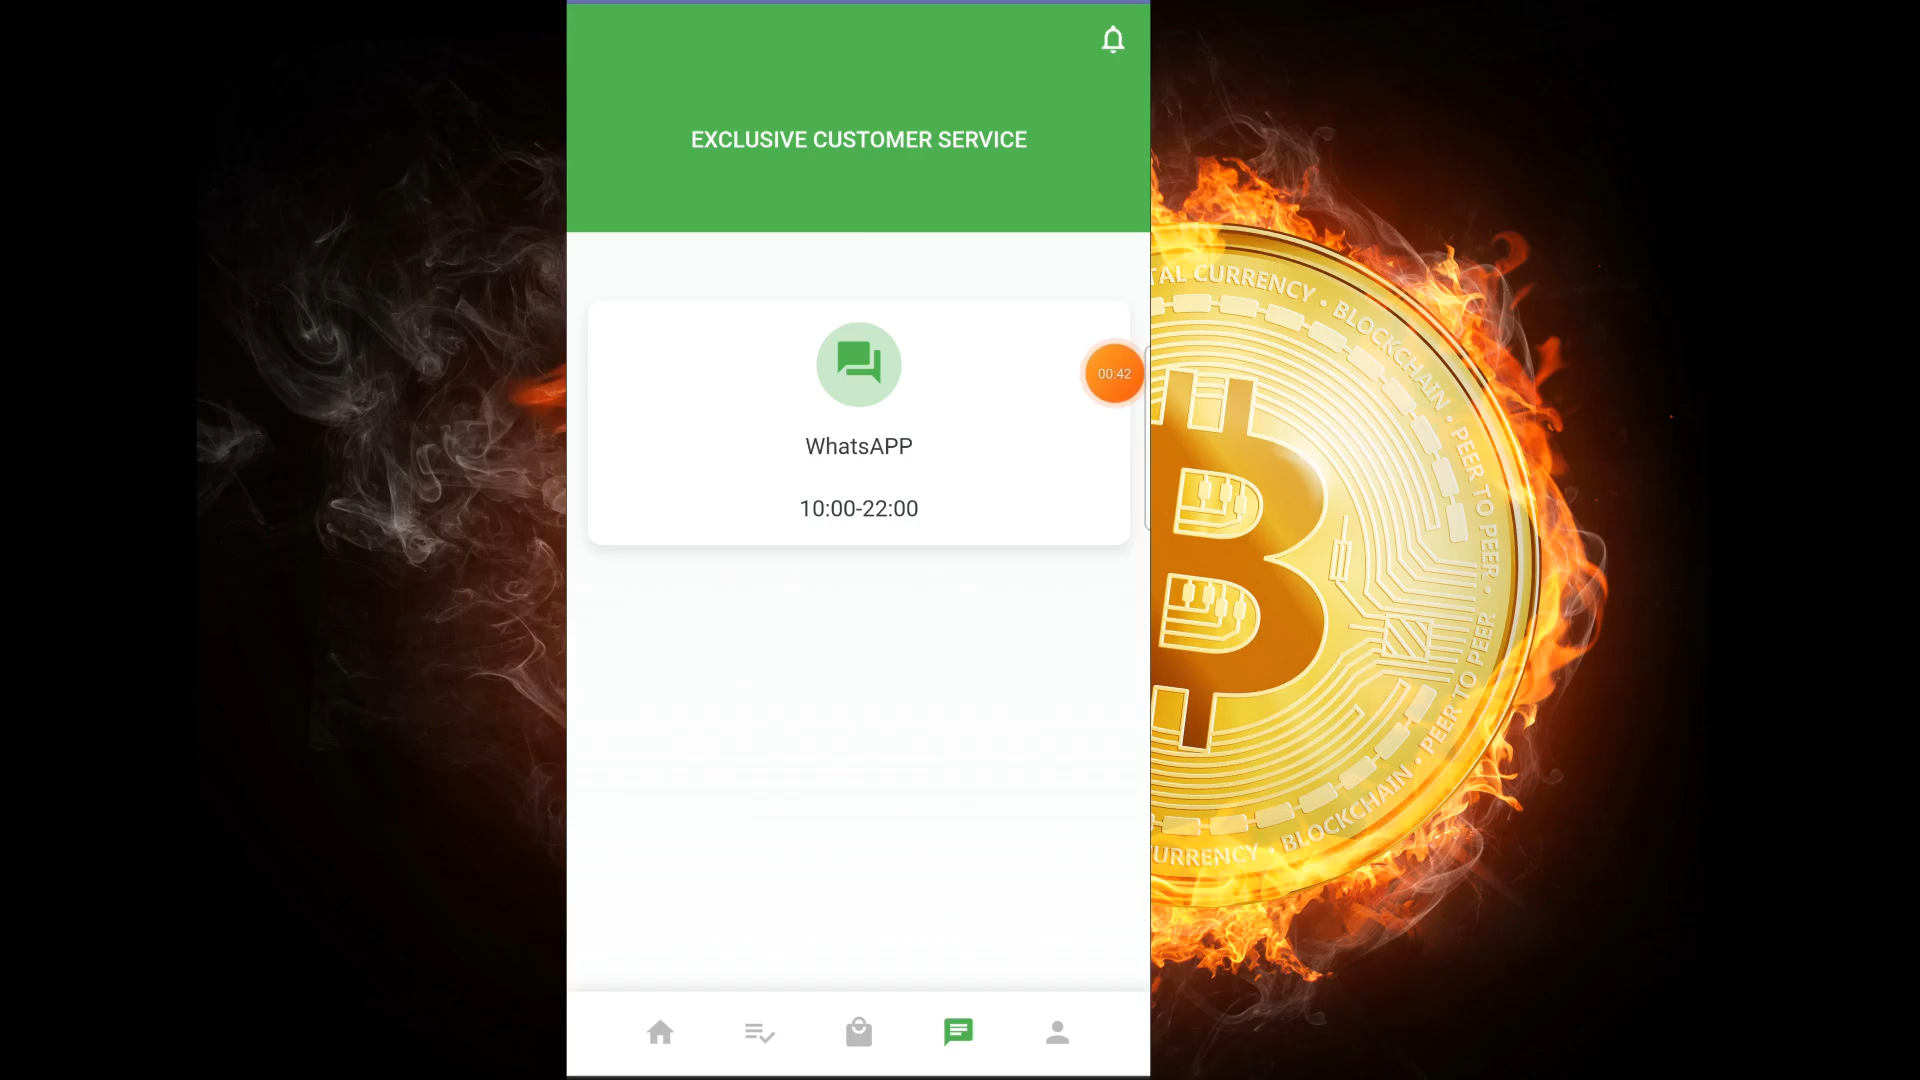 EXCLUSIVE CUSTOMER SERVICE
WhatsAPP
10:00-22:00
00:42
TAL CURRENCY • BLOCKCHAIN • PEER TO PEER •
URRENCY • BLOCKCHAIN • PEER TO PEER